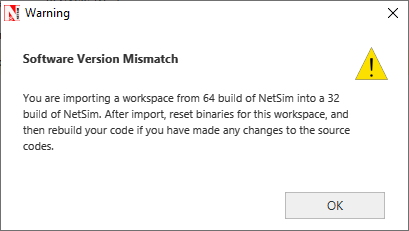 Warning
Software Version Mismatch
You are importing a workspace from 64 build of NetSim into a 32
build of NetSim. After import, reset binaries for this workspace, and
then rebuild your code if you have made any changes to the source
codes.
OK